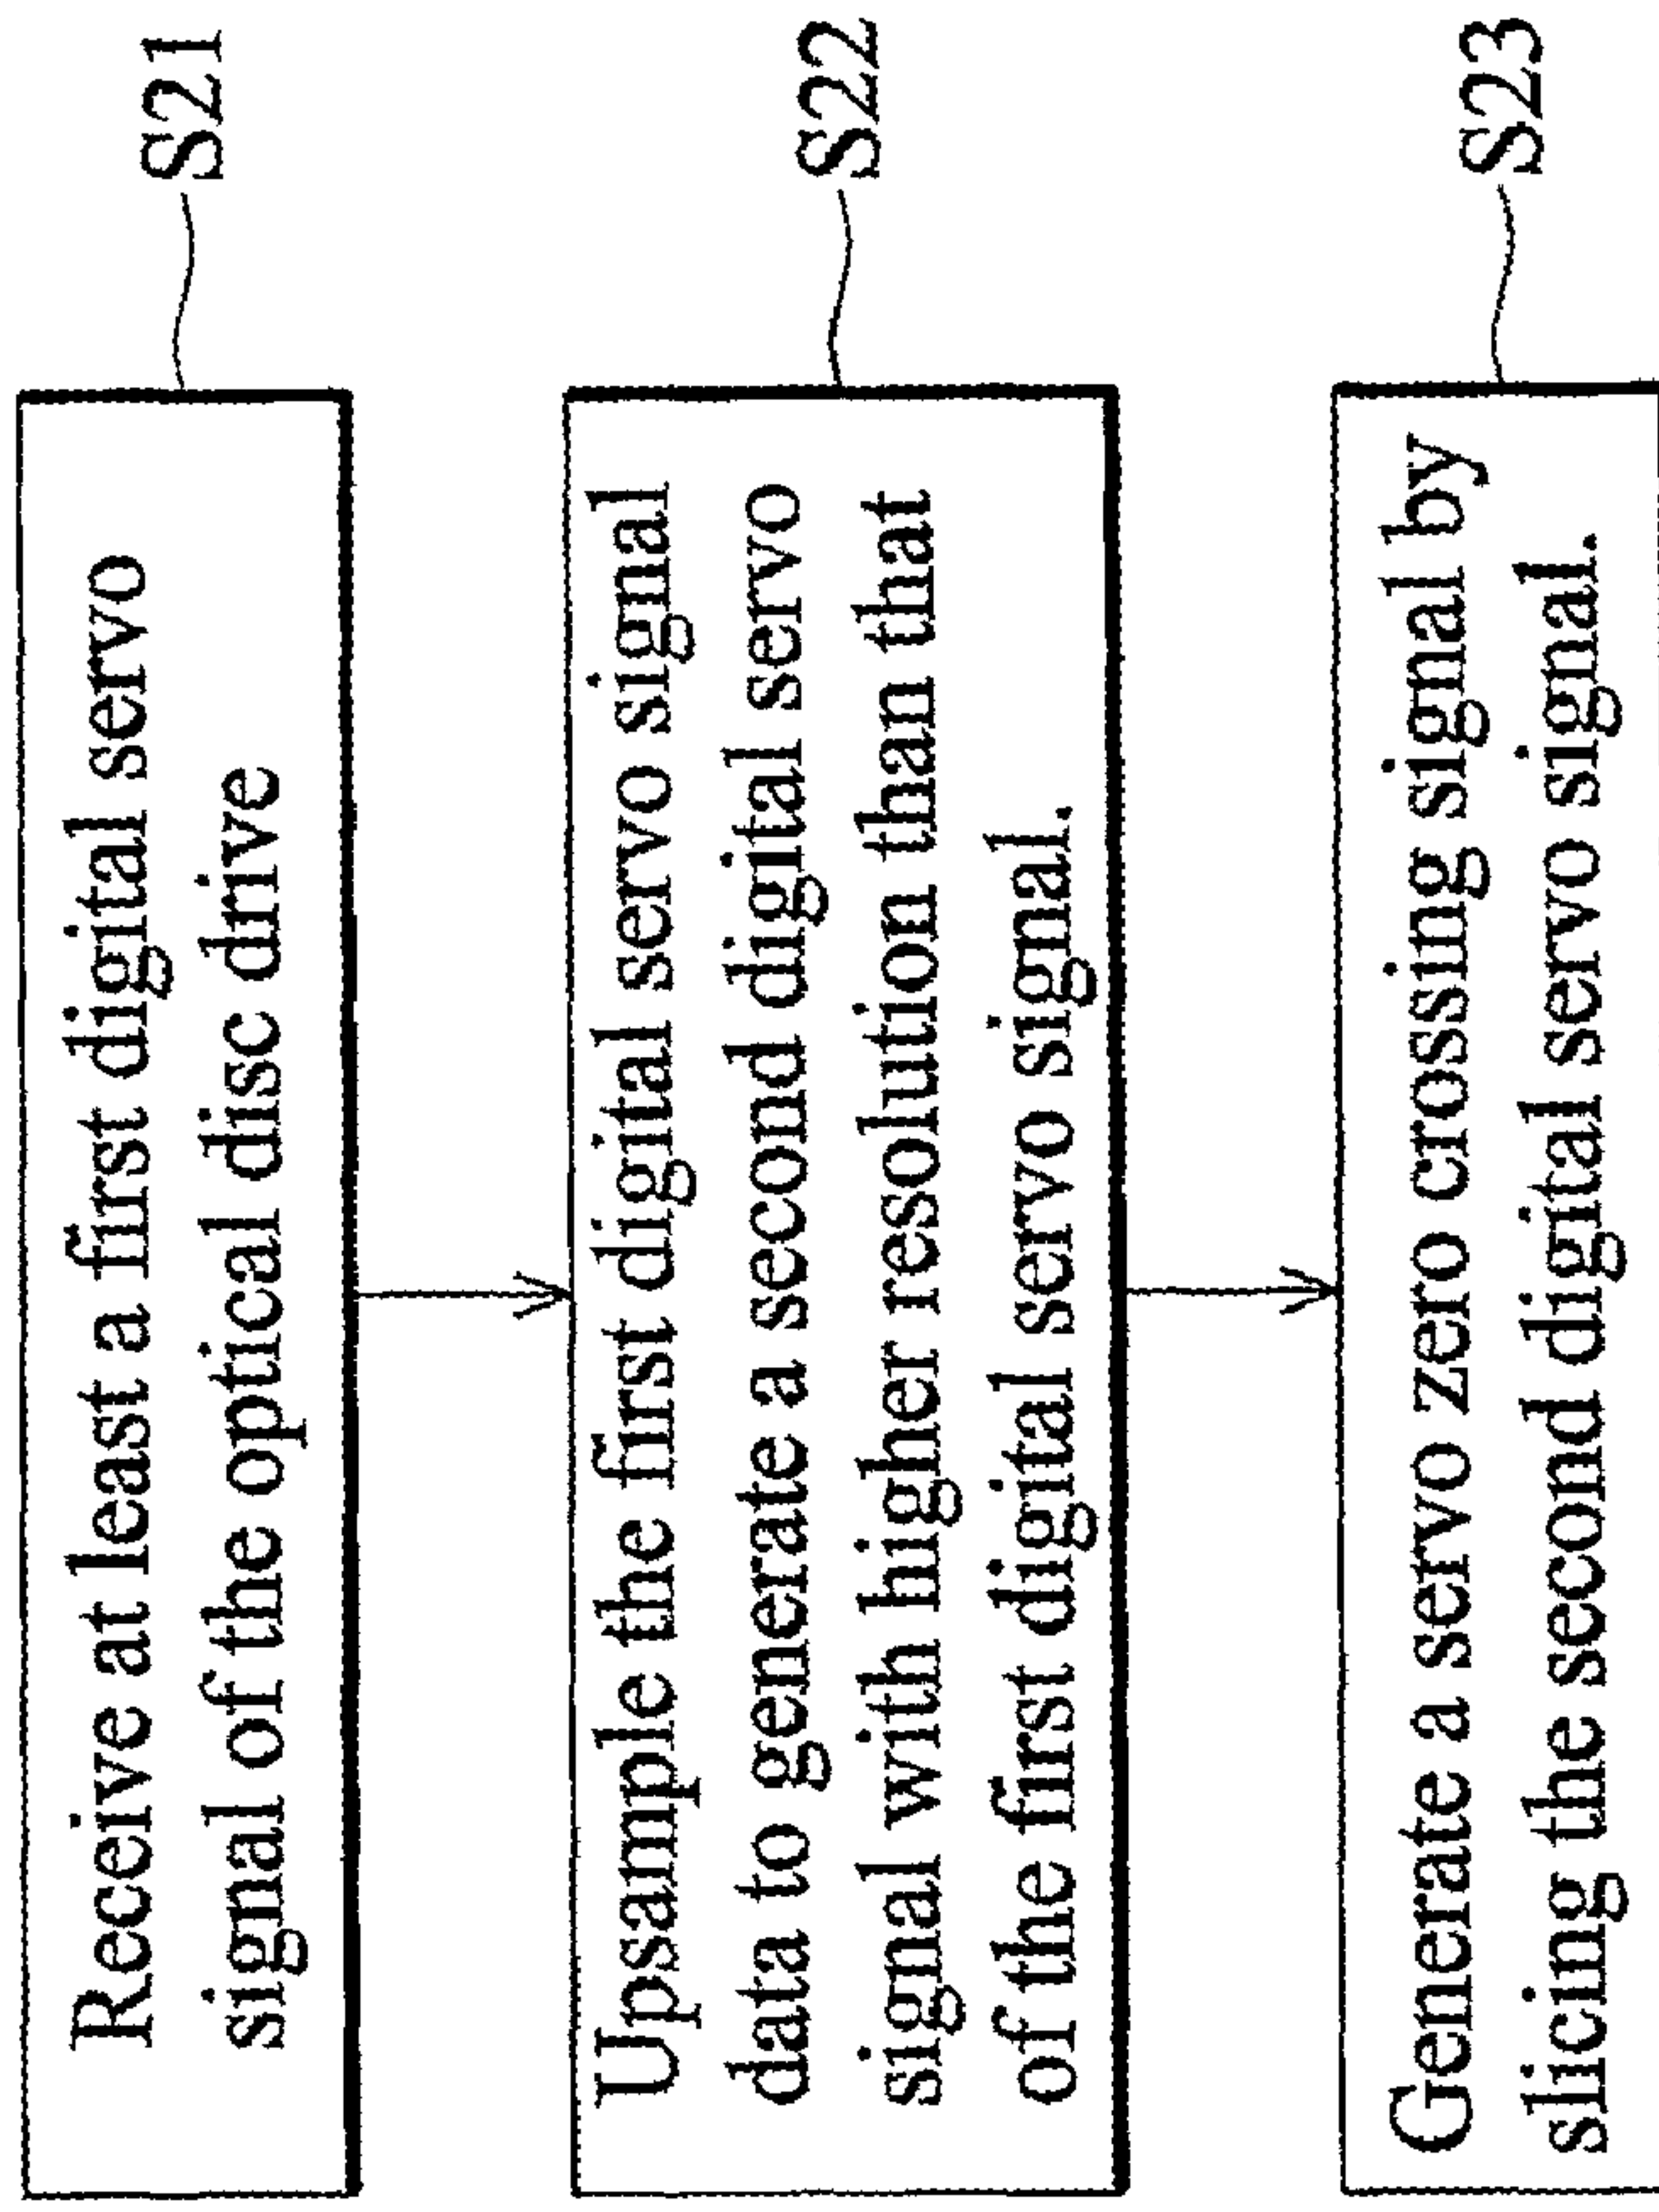 Receive at least a first digital servo
signal of the optical disc drive
S21
Upsample the first digital servo signal
data to generate a second digital servo
signal with higher resolution than that
of the first digital servo signal.
S22
Generate a servo zero crossing signal by
slicing the second digital servo signal.
S23